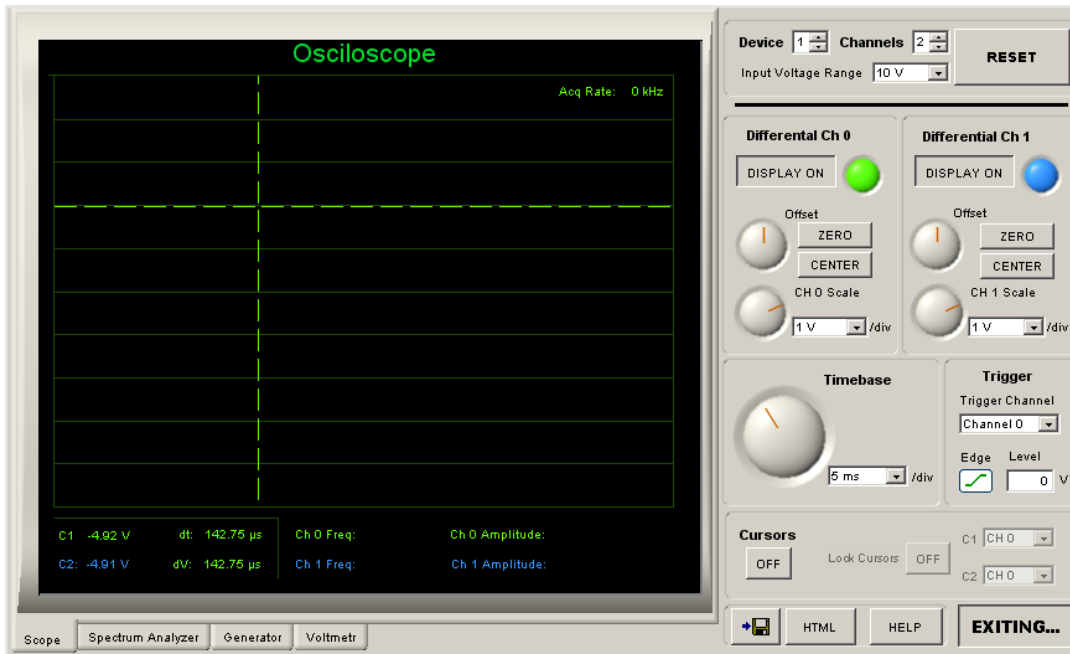 Osciloscope
Acq Rate: 0 kHz
C1 -4.92 V dt: 142.75 µs Ch 0 Freq: Ch 0 Amplitude:
C2: -4.91 V dV: 142.75 µs Ch 1 Freq: Ch 1 Amplitude:
Scope Spectrum Analyzer Generator Voltmetr
Device 1 Channels 2
RESET
Input Voltage Range 10 V
Differental Ch 0
DISPLAY ON
Offset
ZERO
CENTER
CH 0 Scale
1 V /div
Differential Ch 1
DISPLAY ON
Offset
ZERO
CENTER
CH 1 Scale
1 V /div
Timebase
5 ms /div
Trigger
Trigger Channel
Channel 0
Edge Level
0 V
Cursors
OFF
Lock Cursors OFF
C1 CH 0
C2 CH 0
HTML HELP EXITING...